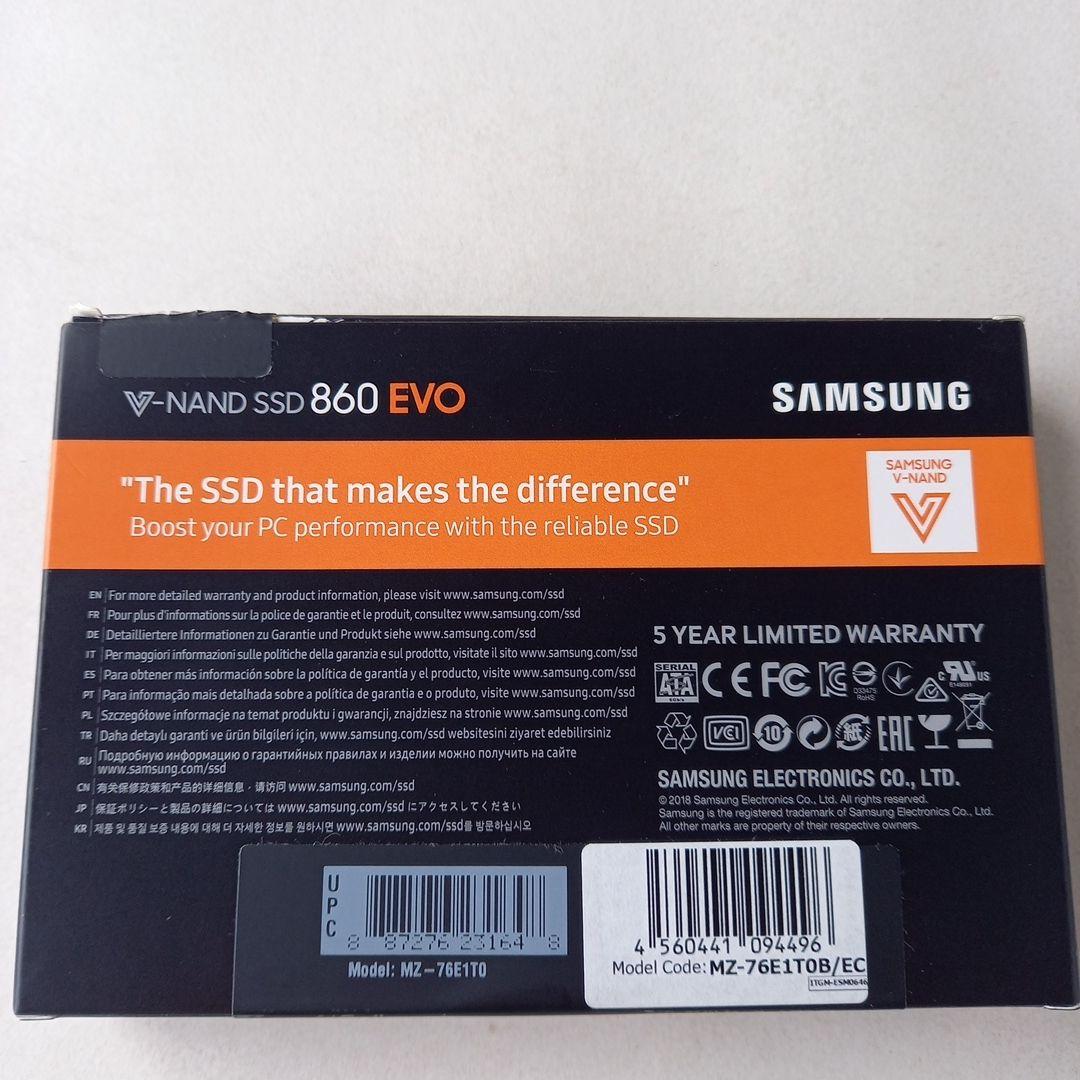 V-NAND SSD 860 EVO
SAMSUNG
"The SSD that makes the difference"
Boost your PC performance with the reliable SSD
SAMSUNG
V-NAND
V
EN For more detailed warranty and product information, please visit www.samsung.com/ssd
FR Pour plus d'informations sur la police de garantie et le produit, consultez www.samsung.com/ssd
DE Detailliertere Informationen zu Garantie und Produkt siehe www.samsung.com/ssd
IT Per maggiori informazioni sulle politiche della garanzia e sul prodotto, visitate il sito www.samsung.com/ssd
ES Para obtener más información sobre la política de garantía y el producto, visite www.samsung.com/ssd
PT Para informação mais detalhada sobre a política de garantia e o produto, visite www.samsung.com/ssd
PL Szczegółowe informacje na temat produktu i gwarancji, znajdziesz na stronie www.samsung.com/ssd
TR Daha detaylı garanti ve ürün bilgileri için, www.samsung.com/ssd websitesini ziyaret edebilirsiniz
RU Подробную информацию о гарантийных правилах и изделии можно получить на сайте
www.samsung.com/ssd
CN 有关保修政策和产品的详细信息，请访问 www.samsung.com/ssd
JP 保証ポリシーと製品の詳細については www.samsung.com/ssd にアクセスしてください
KR 제품 및 품질 보증 내용에 대해 더 자세한 정보를 원하시면 www.samsung.com/ssd를 방문하십시오
5 YEAR LIMITED WARRANTY
SERIAL
ATA
CE FC
D33475
RoHS
c UL us
E149091
VCI
10
紙
EAC
SAMSUNG ELECTRONICS CO., LTD.
© 2018 Samsung Electronics Co., Ltd. All rights reserved.
Samsung is the registered trademark of Samsung Electronics Co., Ltd.
All other marks are property of their respective owners.
UPC
8 87276 23164 8
Model: MZ-76E1T0
4 560441 094496
Model Code: MZ-76E1T0B/EC
ITGM-ESM0646